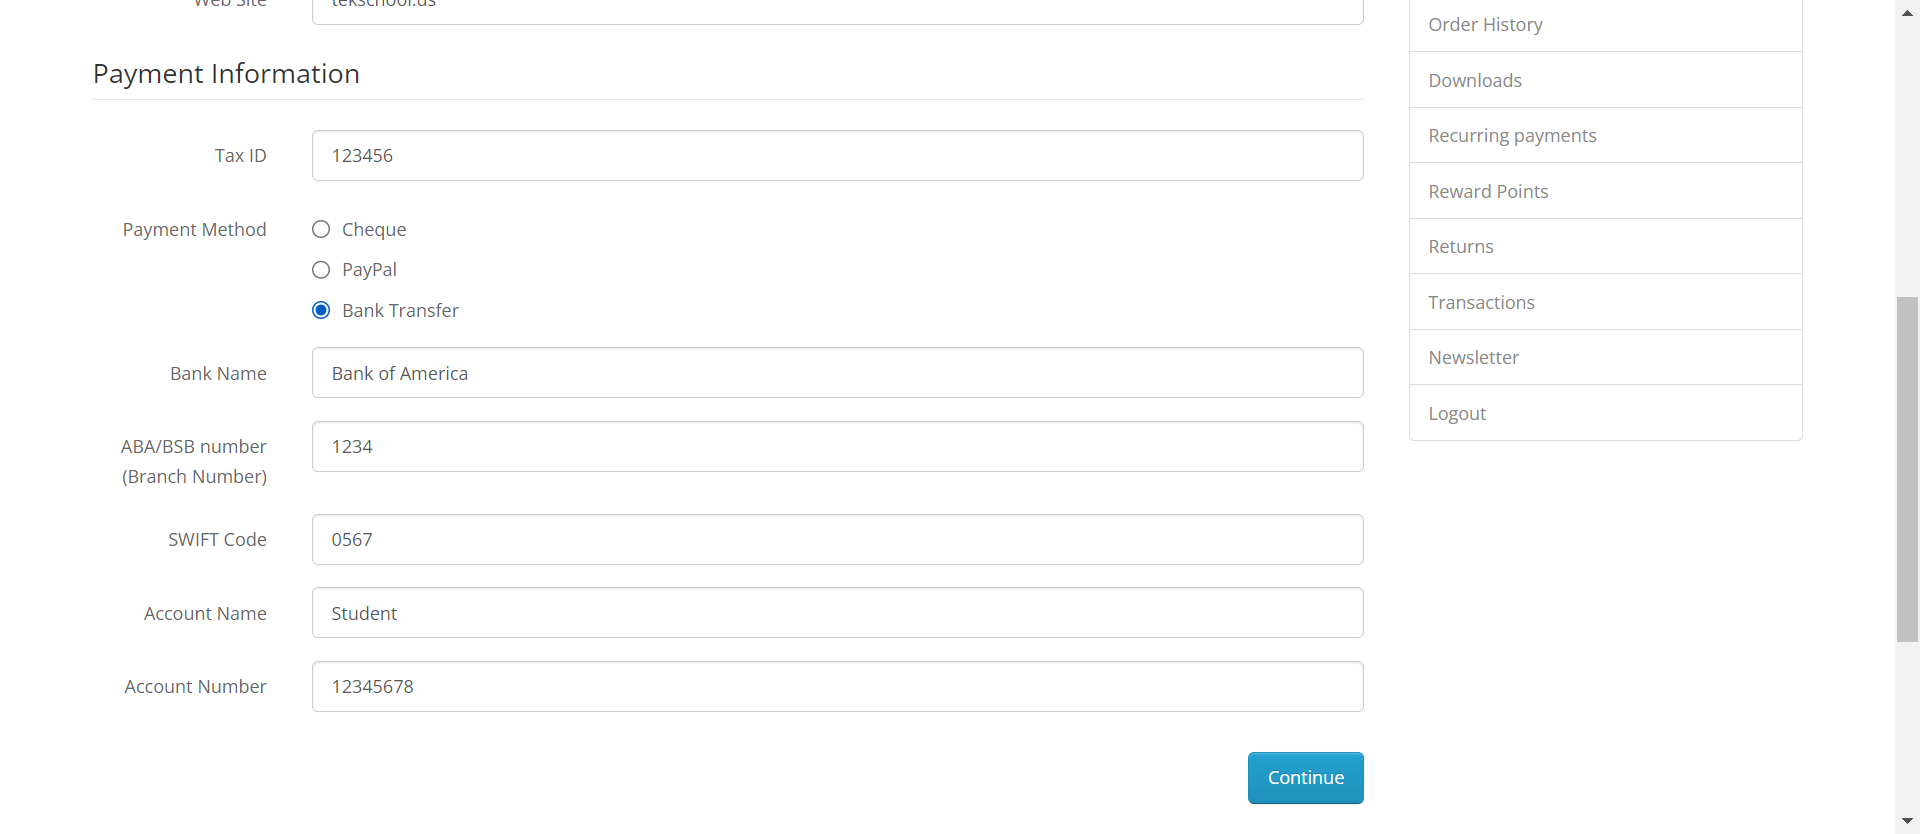 Web Site
tekschool.us
Payment Information
Tax ID
123456
Payment Method
Cheque
PayPal
Bank Transfer
Bank Name
Bank of America
ABA/BSB number
(Branch Number)
1234
SWIFT Code
0567
Account Name
Student
Account Number
12345678
Continue
Order History
Downloads
Recurring payments
Reward Points
Returns
Transactions
Newsletter
Logout